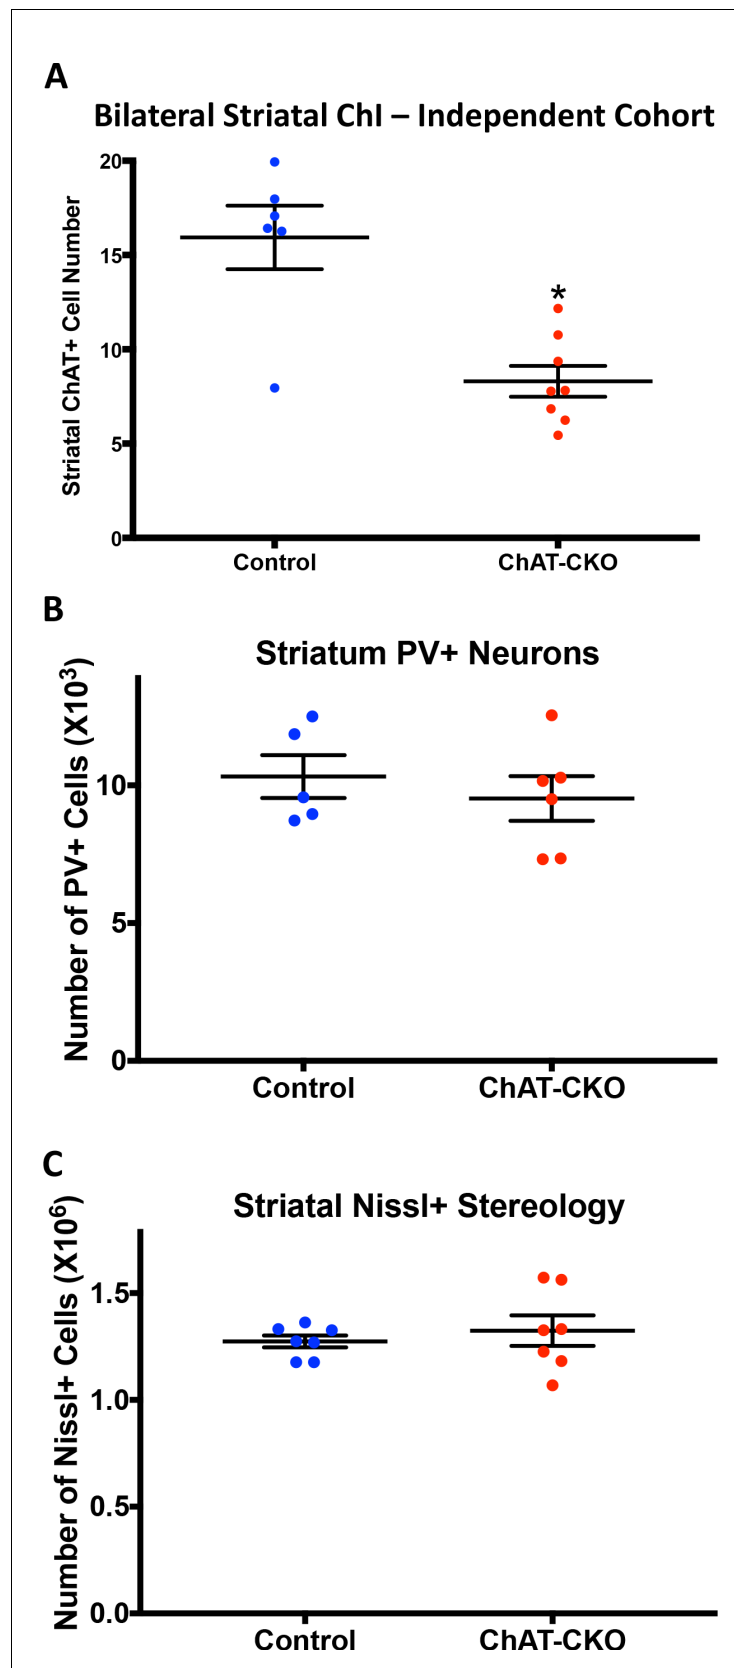 A
Bilateral Striatal ChI – Independent Cohort
Striatal ChAT+ Cell Number
20
15
10
5
0
*
Control
ChAT-CKO
B
Striatum PV+ Neurons
Number of PV+ Cells (X10³)
10
5
0
Control
ChAT-CKO
C
Striatal Nissl+ Stereology
Number of Nissl+ Cells (X10⁶)
1.5
1.0
0.5
0.0
Control
ChAT-CKO